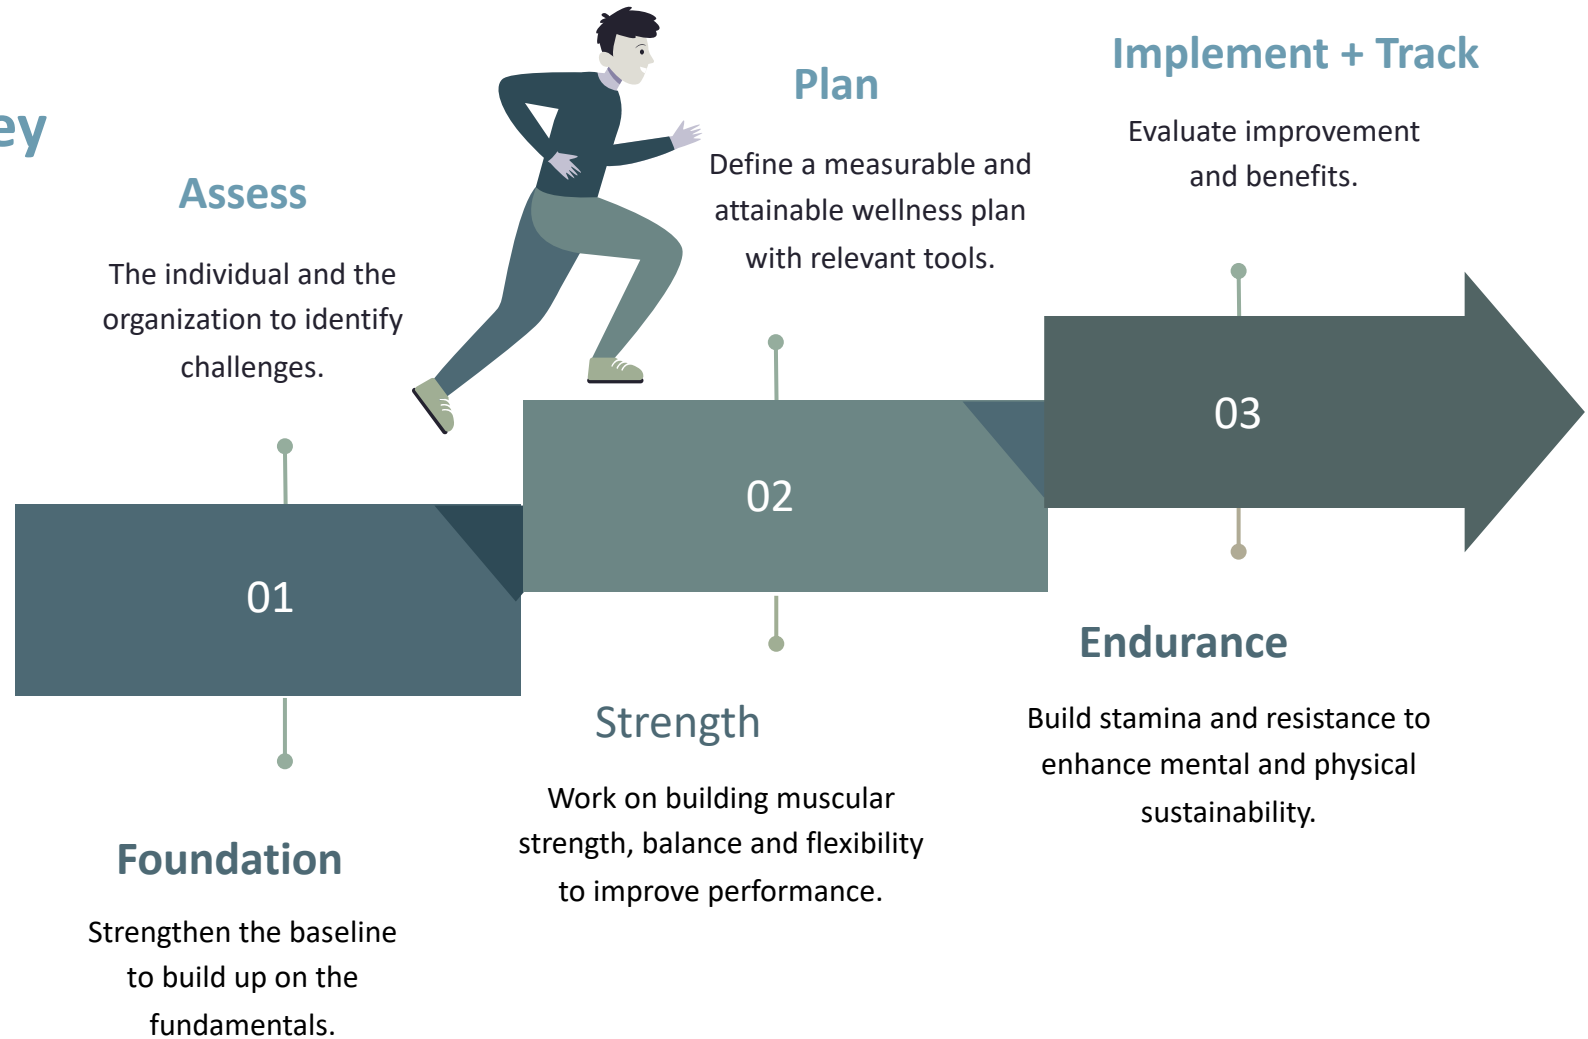 ey
Assess
The individual and the
organization to identify
challenges.
01
Foundation
Strengthen the baseline
to build up on the
fundamentals.
Plan
Define a measurable and
attainable wellness plan
with relevant tools.
02
Strength
Work on building muscular
strength, balance and flexibility
to improve performance.
Implement + Track
Evaluate improvement
and benefits.
03
Endurance
Build stamina and resistance to
enhance mental and physical
sustainability.